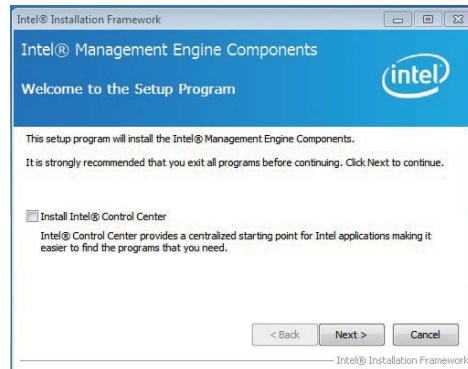 Intel® Installation Framework
Intel® Management Engine Components
Welcome to the Setup Program
intel
This setup program will install the Intel® Management Engine Components.
It is strongly recommended that you exit all programs before continuing. Click Next to continue.
Install Intel® Control Center
Intel® Control Center provides a centralized starting point for Intel applications making it
easier to find the programs that you need.
< Back Next > Cancel
Intel® Installation Framework